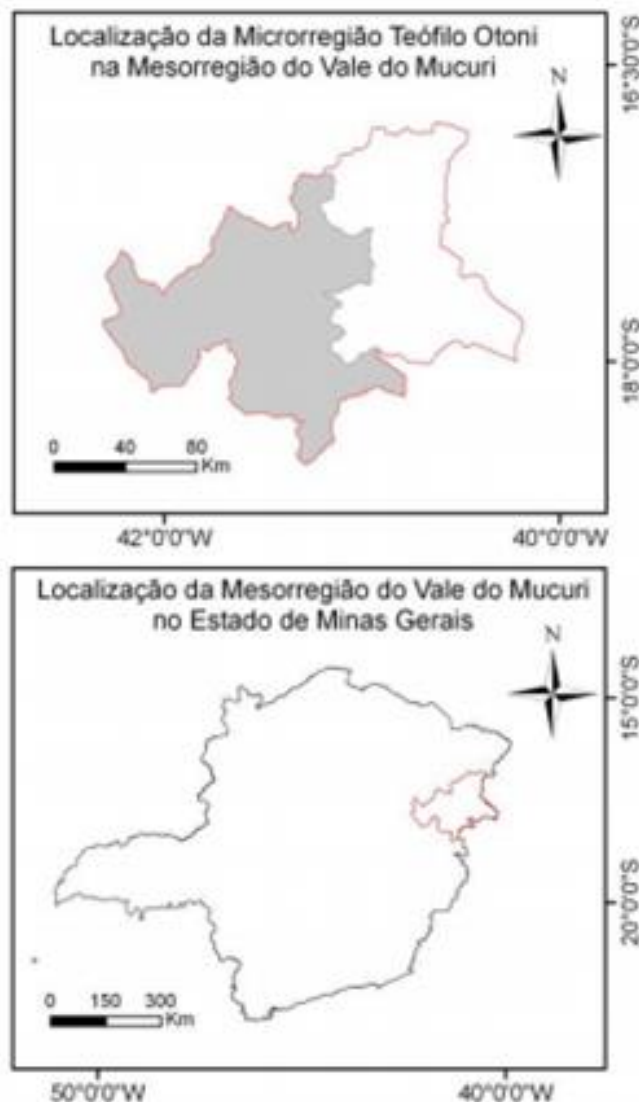 Localização da Microrregião Teófilo Otoni
na Mesorregião do Vale do Mucuri
N
16°30'0"S
18°0'0"S
0 40 80
Km
42°0'0"W 40°0'0"W
Localização da Mesorregião do Vale do Mucuri
no Estado de Minas Gerais
N
15°0'0"S
20°0'0"S
0 150 300
Km
50°0'0"W 40°0'0"W